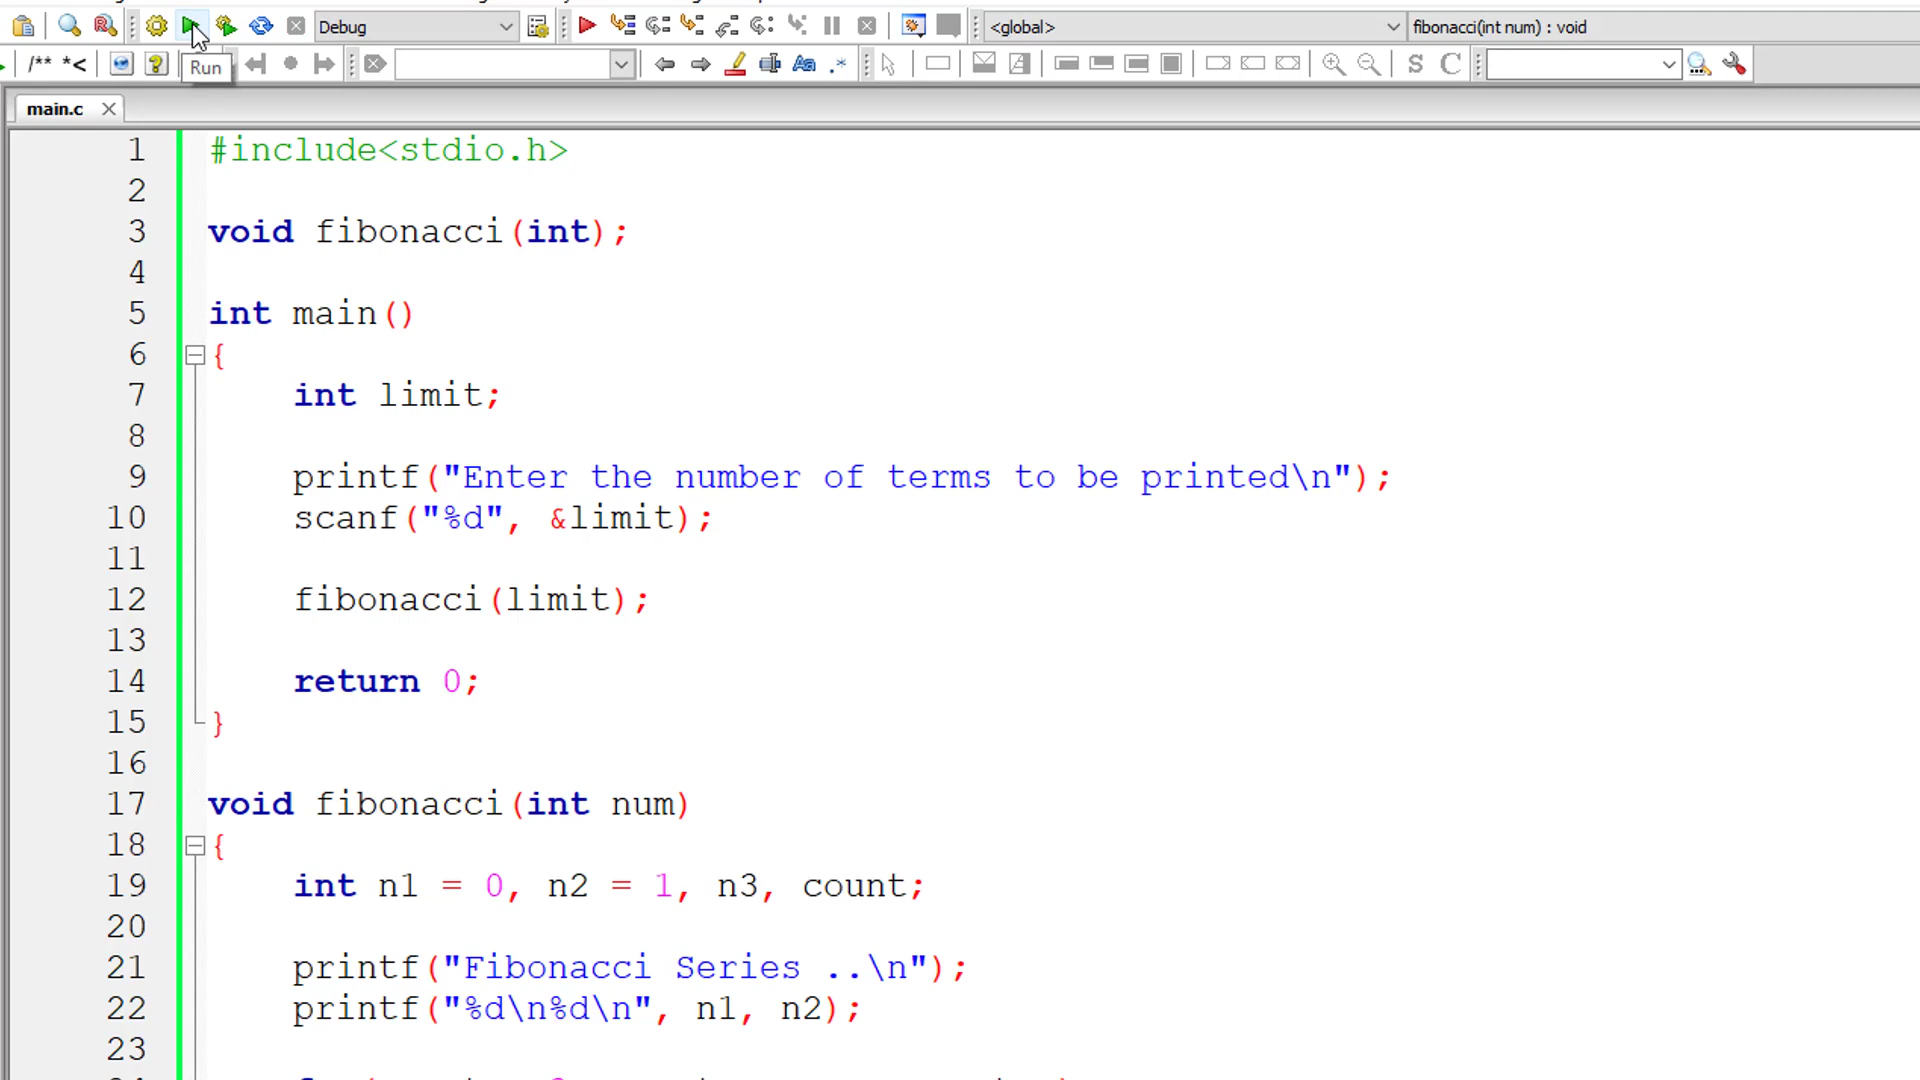 Debug
<global>
fibonacci(int num) : void
/** *<
Run
S C
main.c
1 #include<stdio.h>
2
3 void fibonacci(int);
4
5 int main()
6 {
7 int limit;
8
9 printf("Enter the number of terms to be printed\n");
10 scanf("%d", &limit);
11
12 fibonacci(limit);
13
14 return 0;
15 }
16
17 void fibonacci(int num)
18 {
19 int n1 = 0, n2 = 1, n3, count;
20
21 printf("Fibonacci Series ..\n");
22 printf("%d\n%d\n", n1, n2);
23